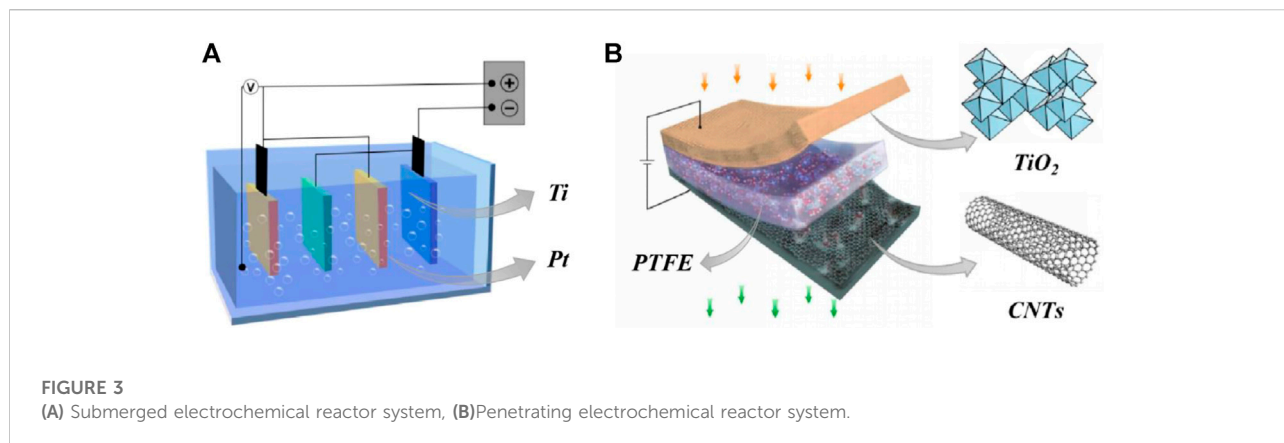 A
B
V
+
−
Ti
Pt
PTFE
TiO2
CNTs
FIGURE 3
(A) Submerged electrochemical reactor system, (B)Penetrating electrochemical reactor system.